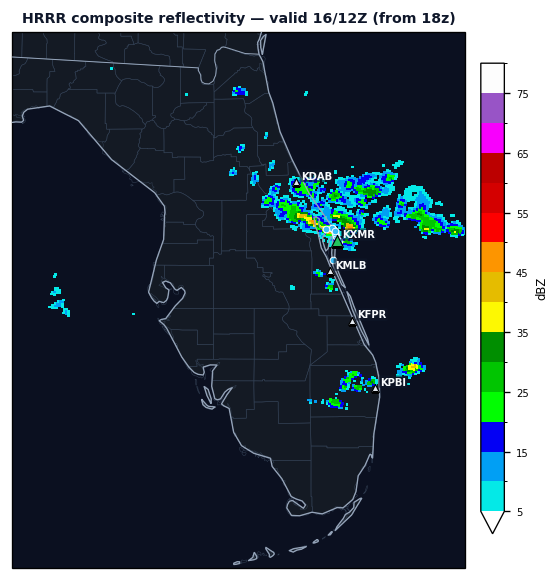 HRRR composite reflectivity — valid 16/12Z (from 18z)
KDAB
KXMR
KMLB
KFPR
KPBI
75
65
55
45
35
25
15
5
dBZ